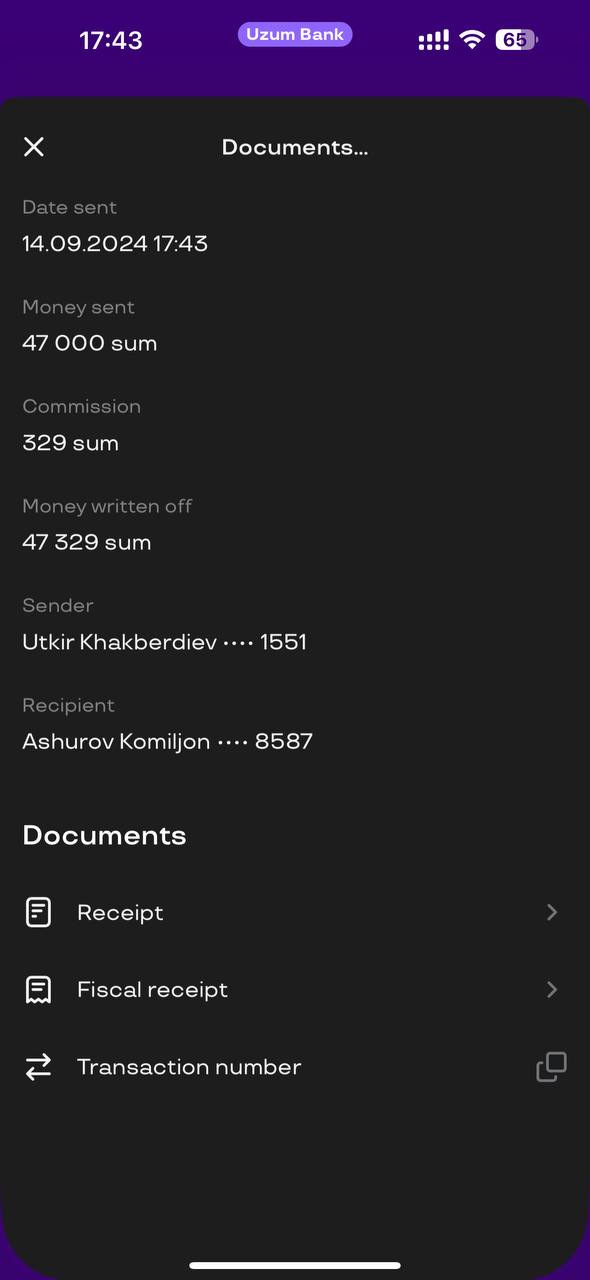 17:43
Uzum Bank
65
Documents...
Date sent
14.09.2024 17:43
Money sent
47 000 sum
Commission
329 sum
Money written off
47 329 sum
Sender
Utkir Khakberdiev •••• 1551
Recipient
Ashurov Komiljon •••• 8587
Documents
Receipt
Fiscal receipt
Transaction number